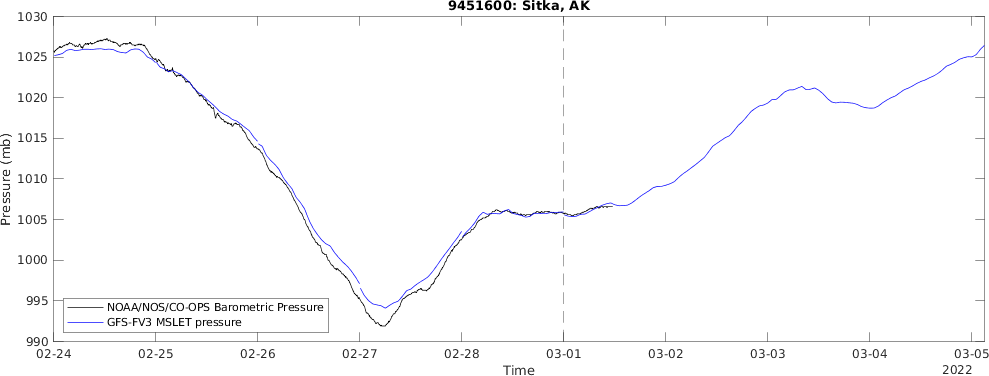 9451600: Sitka, AK
1030
1025
1020
1015
1010
1005
1000
995
990
Pressure (mb)
NOAA/NOS/CO-OPS Barometric Pressure
GFS-FV3 MSLET pressure
02-24 02-25 02-26 02-27 02-28 03-01 03-02 03-03 03-04 03-05
Time
2022